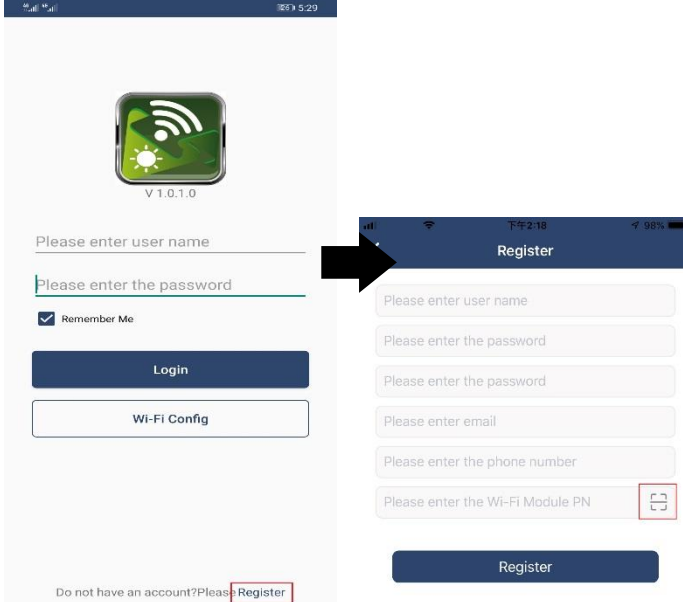 5:29
V 1.0.1.0
Please enter user name
Please enter the password
Remember Me
Login
Wi-Fi Config
Do not have an account?Please Register
下午2:18
98%
Register
Please enter user name
Please enter the password
Please enter the password
Please enter email
Please enter the phone number
Please enter the Wi-Fi Module PN
Register